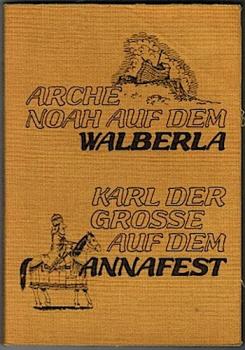 ARCHE
NOAH AUF DEM
WALBERLA
KARL DER
GROSSE
AUF DEM
ANNAFEST